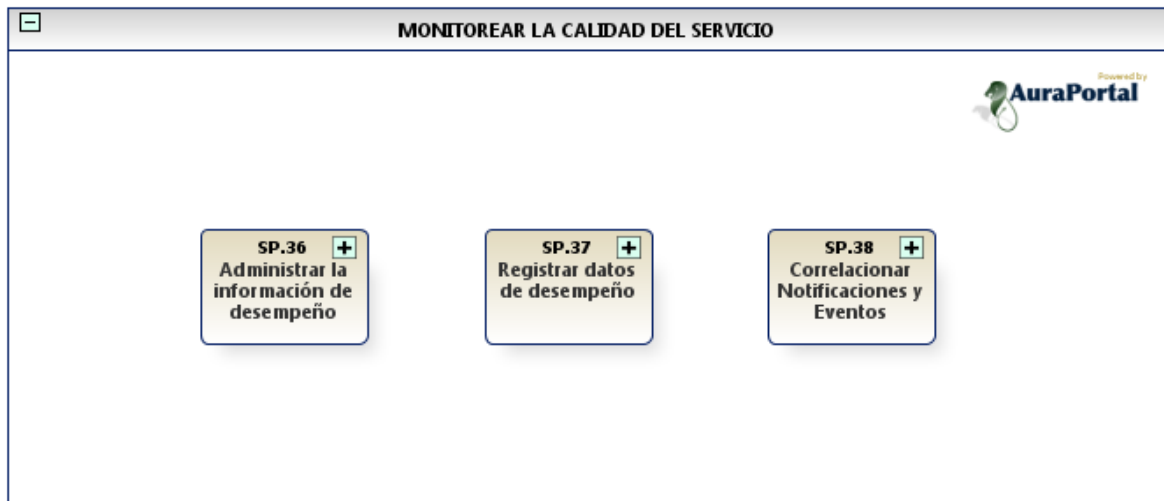 MONITOREAR LA CALIDAD DEL SERVICIO
Powered by
AuraPortal
SP.36
Administrar la
información de
desempeño
SP.37
Registrar datos
de desempeño
SP.38
Correlacionar
Notificaciones y
Eventos